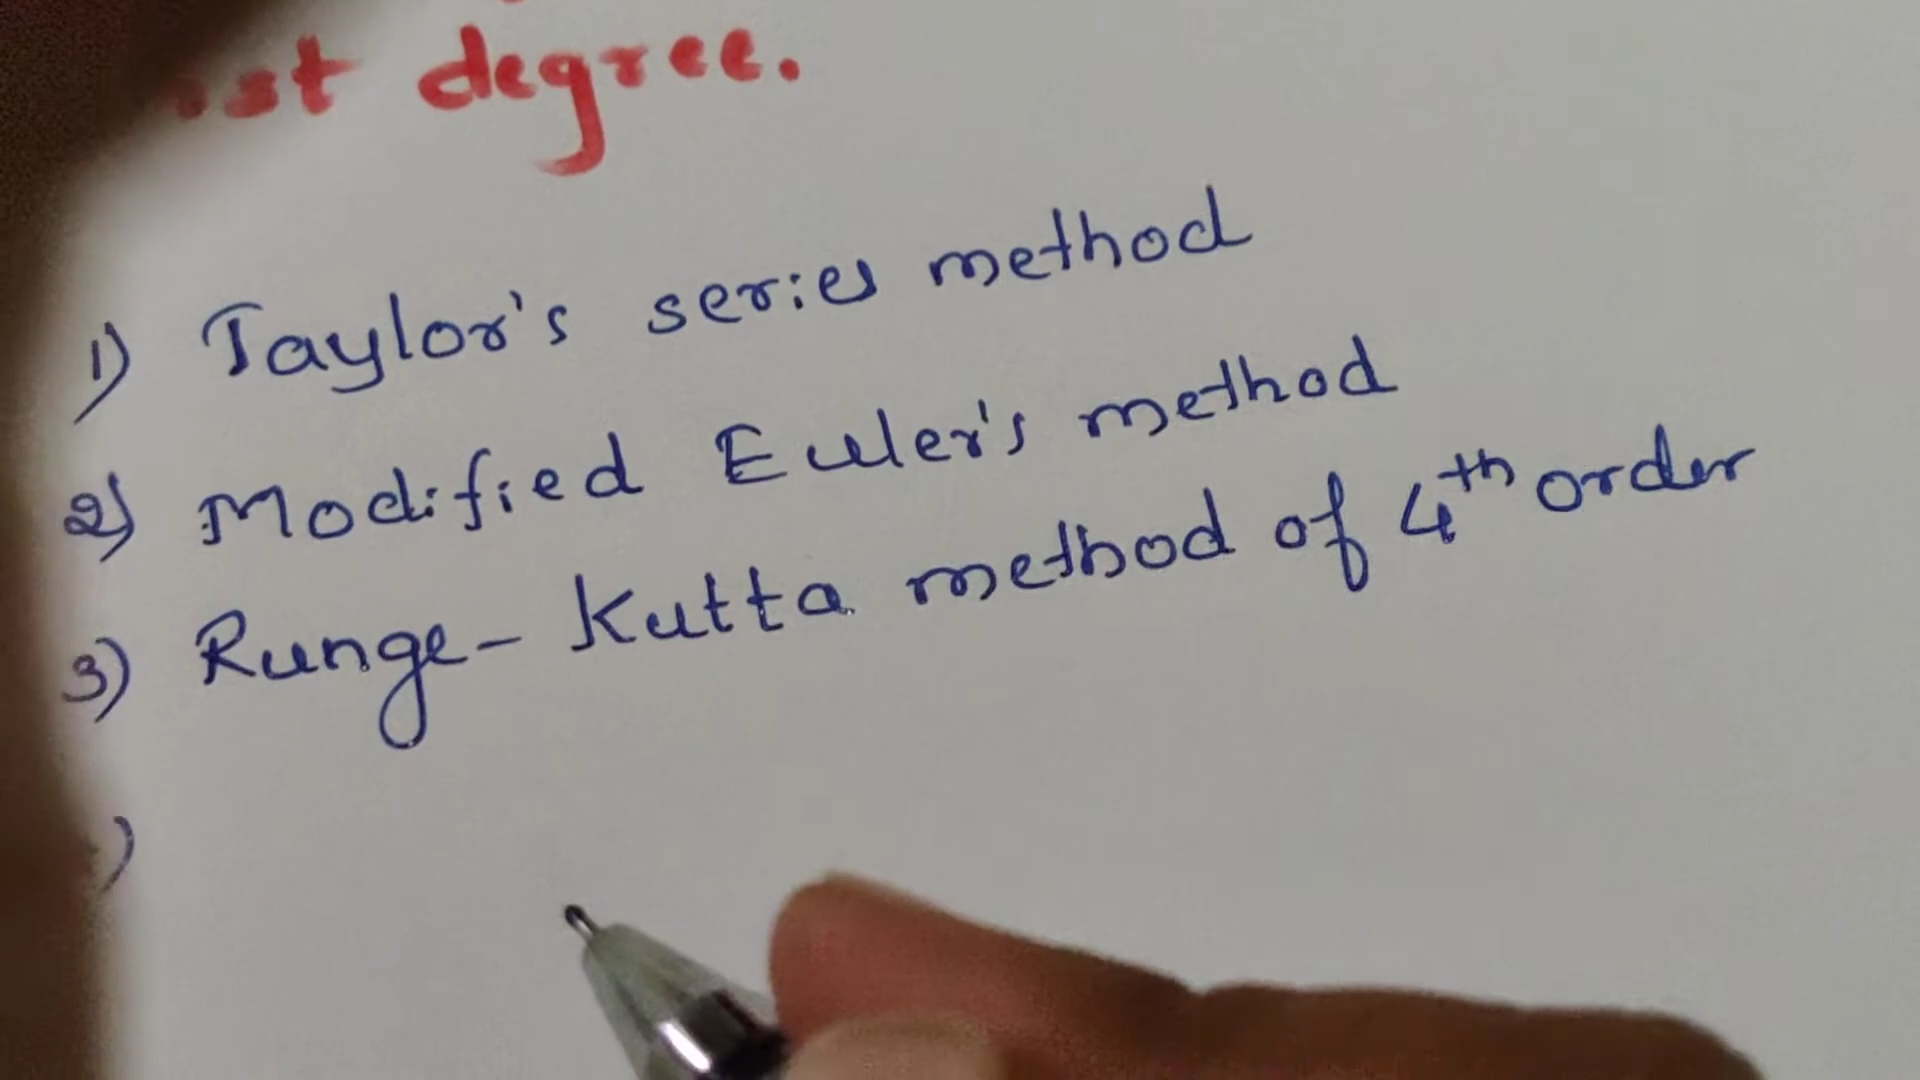 degree.
1) Taylor's series method
2) Modified Euler's method
3) Runge-Kutta method of 4th order
)